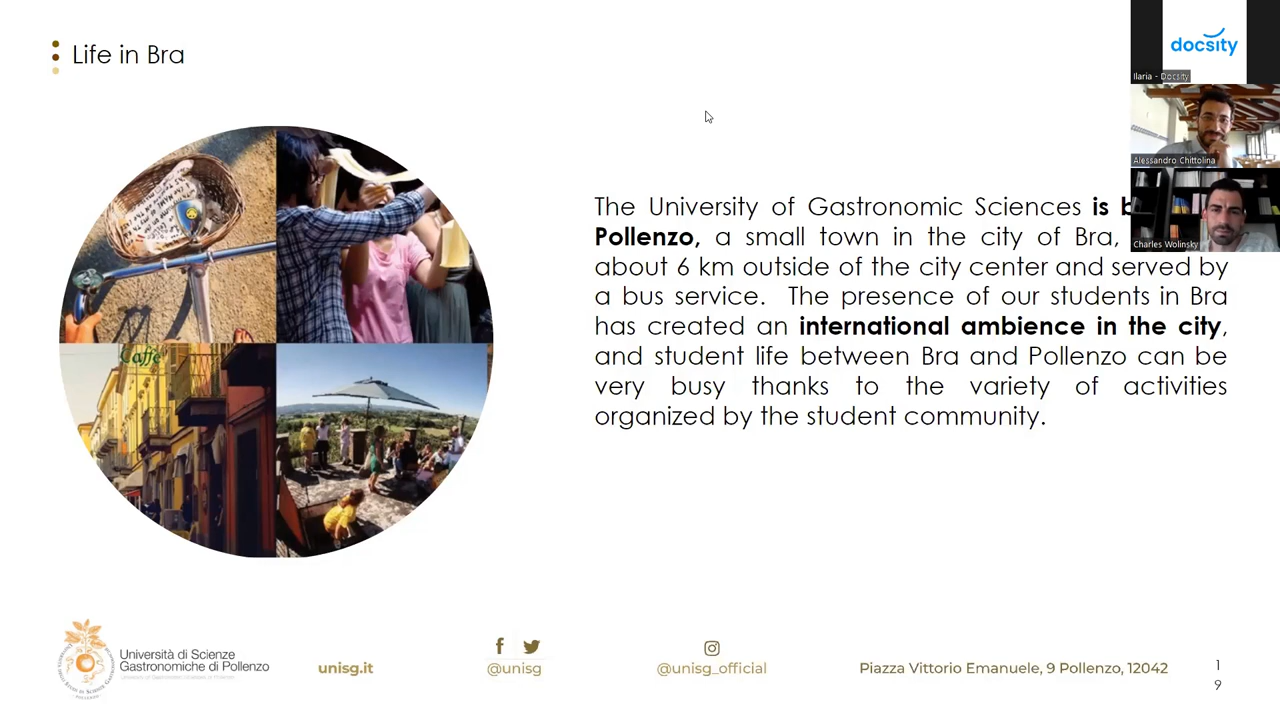 Life in Bra
docsity
Ilaria - Docsity
Alessandro Chittolina
Charles Wolinsky
Caffè
The University of Gastronomic Sciences is b
Pollenzo, a small town in the city of Bra,
about 6 km outside of the city center and served by
a bus service. The presence of our students in Bra
has created an international ambience in the city,
and student life between Bra and Pollenzo can be
very busy thanks to the variety of activities
organized by the student community.
Università di Scienze
Gastronomiche di Pollenzo
unisg.it
@unisg
@unisg_official
Piazza Vittorio Emanuele, 9 Pollenzo, 12042
1
9